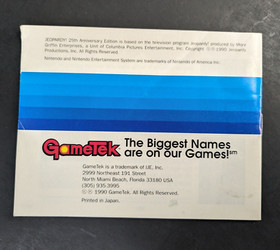 JEOPARDY! 25th Anniversary Edition is based on the television program Jeopardy! produced by Merv
Griffin Enterprises, a Unit of Columbia Pictures Entertainment, Inc. Copyright © 1990 Jeopardy
Productions, Inc. All Rights Reserved.
Nintendo and Nintendo Entertainment System are trademarks of Nintendo of America Inc.
GameTek The Biggest Names
are on our Games!℠
GameTek is a trademark of IJE, Inc.
2999 Northeast 191 Street
North Miami Beach, Florida 33180 USA
(305) 935.3995
©℗ 1990 GameTek. All Rights Reserved.
Printed in Japan.